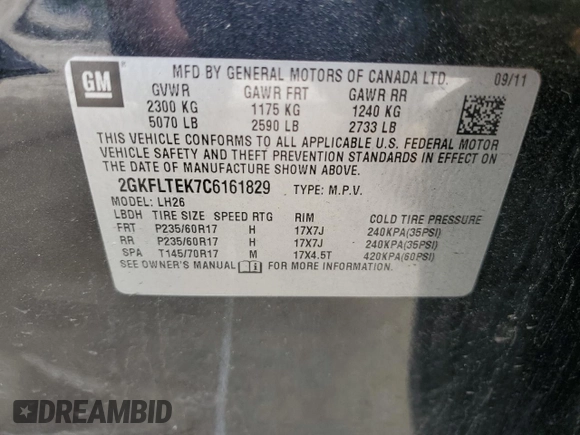 GM
MFD BY GENERAL MOTORS OF CANADA LTD. 09/11
GVWR GAWR FRT GAWR RR
2300 KG 1175 KG 1240 KG
5070 LB 2590 LB 2733 LB
THIS VEHICLE CONFORMS TO ALL APPLICABLE U.S. FEDERAL MOTOR
VEHICLE SAFETY AND THEFT PREVENTION STANDARDS IN EFFECT ON
THE DATE OF MANUFACTURE SHOWN ABOVE.
2GKFLTEK7C6161829 TYPE: M.P.V.
MODEL: LH26
LBDH TIRE SIZE SPEED RTG RIM COLD TIRE PRESSURE
FRT P235/60R17 H 17X7J 240KPA(35PSI)
RR P235/60R17 H 17X7J 240KPA(35PSI)
SPA T145/70R17 M 17X4.5T 420KPA(60PSI)
SEE OWNER'S MANUAL FOR MORE INFORMATION.
DREAMBID